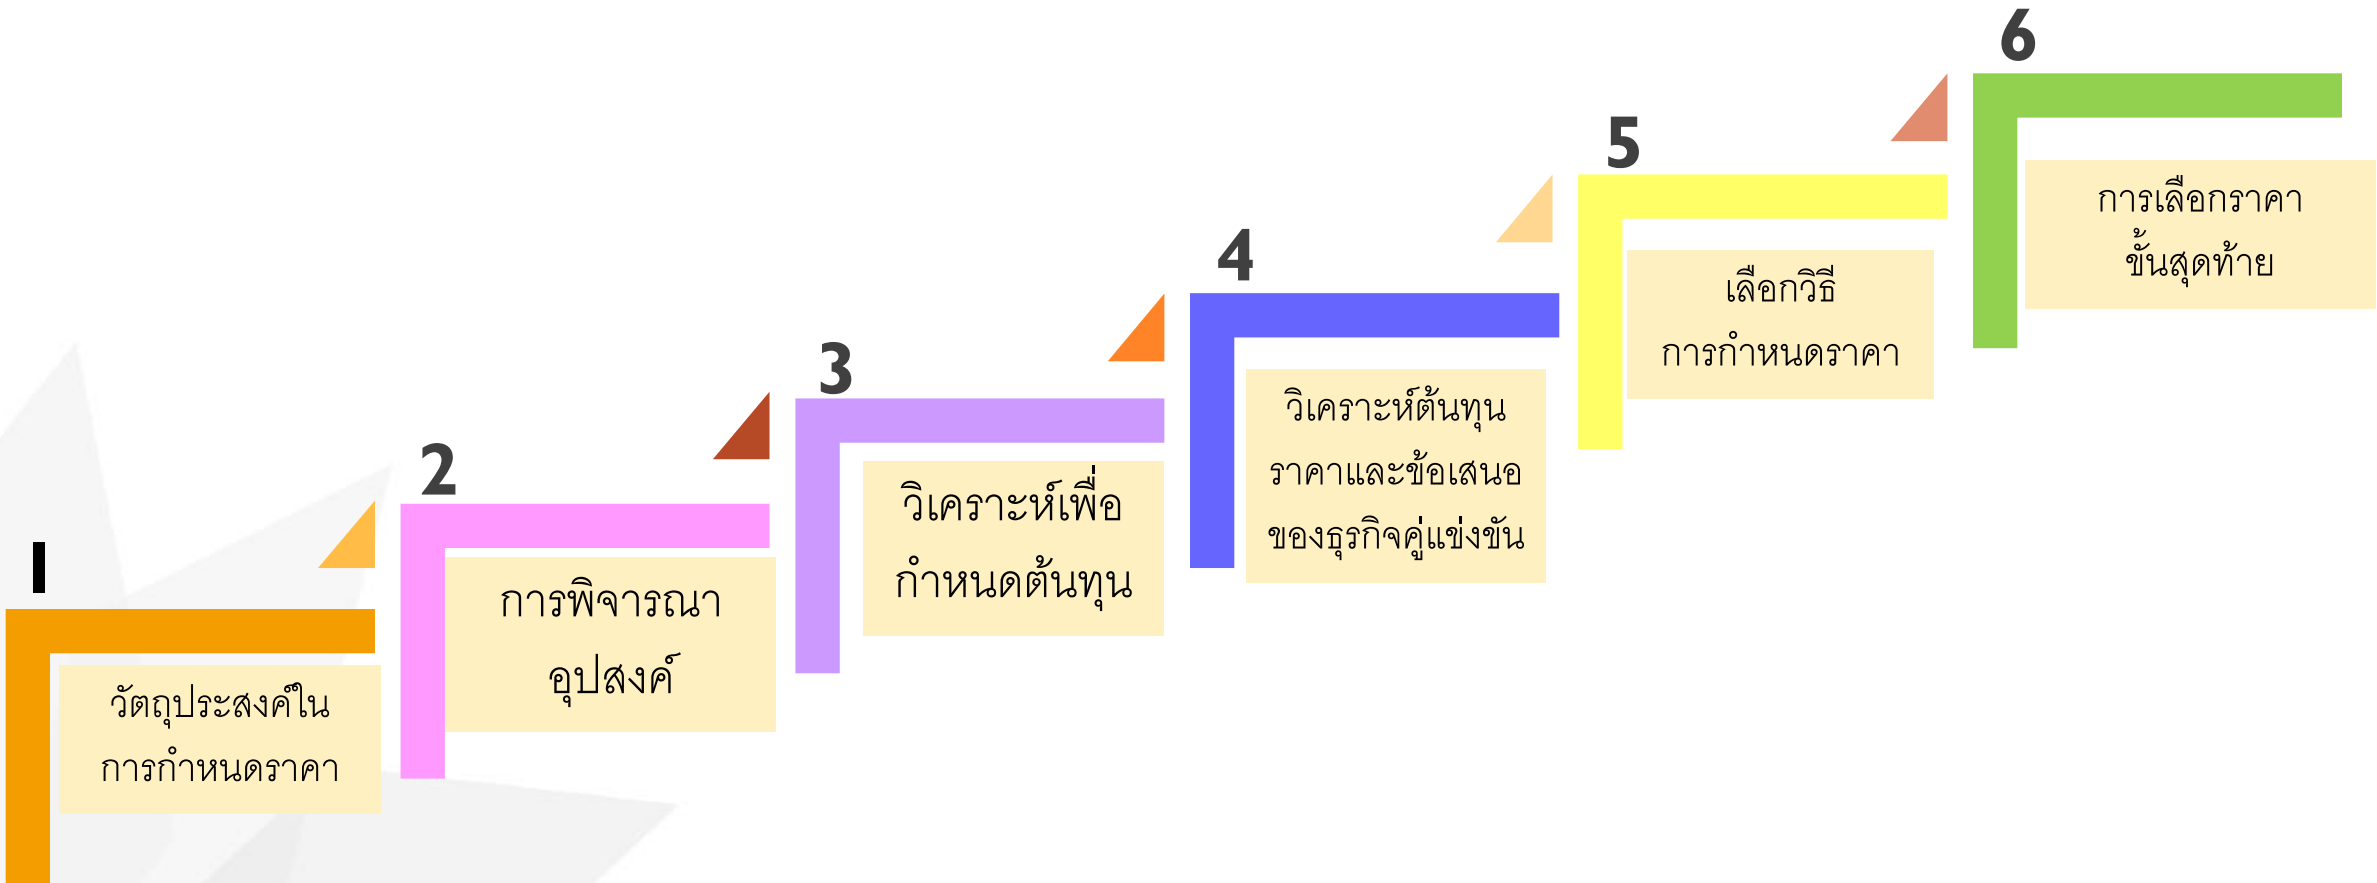 1
วัตถุประสงค์ใน
การกำหนดราคา
2
การพิจารณา
อุปสงค์
3
วิเคราะห์เพื่อ
กำหนดต้นทุน
4
วิเคราะห์ต้นทุน
ราคาและข้อเสนอ
ของธุรกิจคู่แข่งขัน
5
เลือกวิธี
การกำหนดราคา
6
การเลือกราคา
ขั้นสุดท้าย